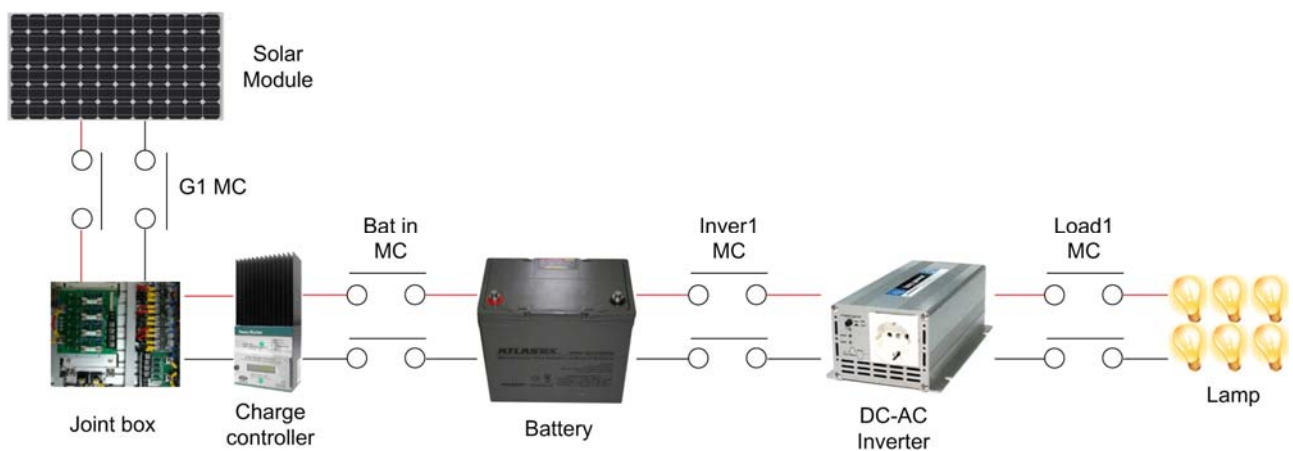 Solar
Module
G1 MC
Bat in
MC
Inver1
MC
Load1
MC
ATLASBX
Joint box
Charge
controller
Battery
DC-AC
Inverter
Lamp